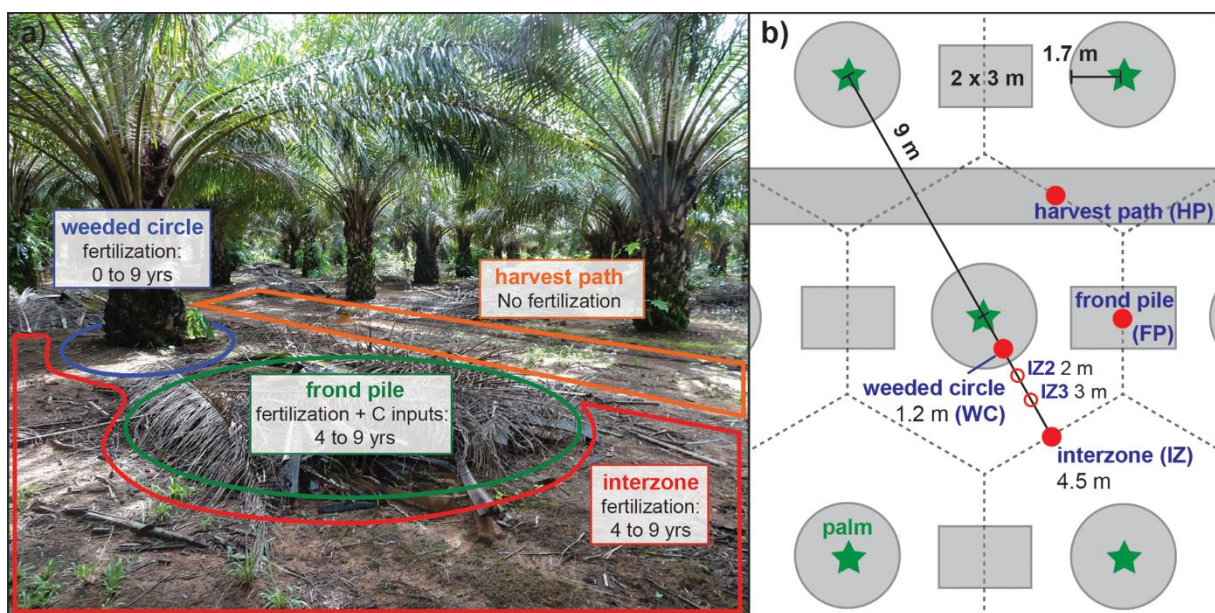 a)
weeded circle
fertilization:
0 to 9 yrs
harvest path
No fertilization
frond pile
fertilization + C inputs:
4 to 9 yrs
interzone
fertilization:
4 to 9 yrs
b)
1.7 m
2 x 3 m
9 m
harvest path (HP)
frond pile
(FP)
IZ2 2 m
IZ3 3 m
weeded circle
1.2 m (WC)
interzone (IZ)
4.5 m
palm